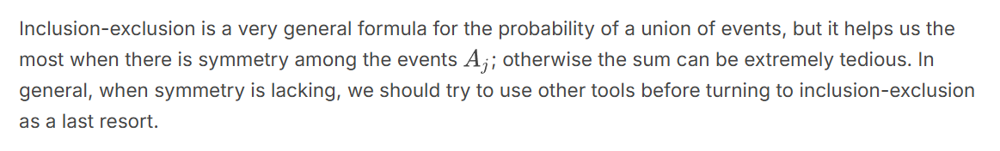 Inclusion-exclusion is a very general formula for the probability of a union of events, but it helps us the
most when there is symmetry among the events A_j; otherwise the sum can be extremely tedious. In
general, when symmetry is lacking, we should try to use other tools before turning to inclusion-exclusion
as a last resort.